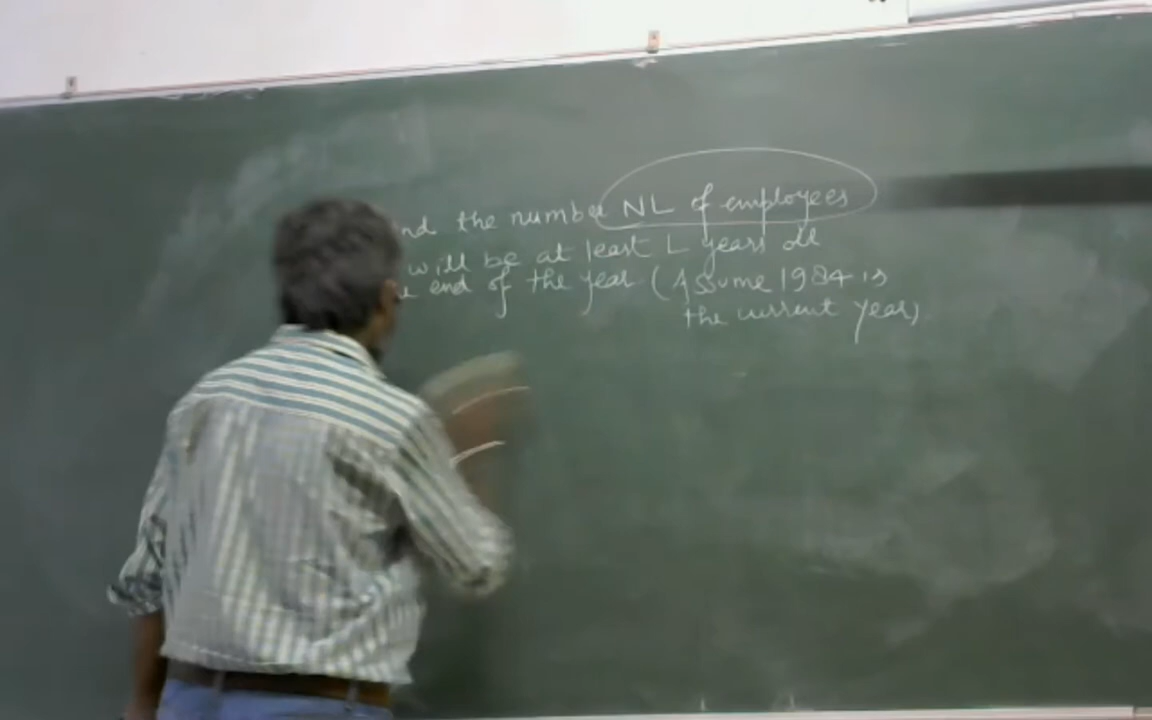 nd the number NL of employees
will be at least L years old
e end of the year (Assume 1984 is
the current year)